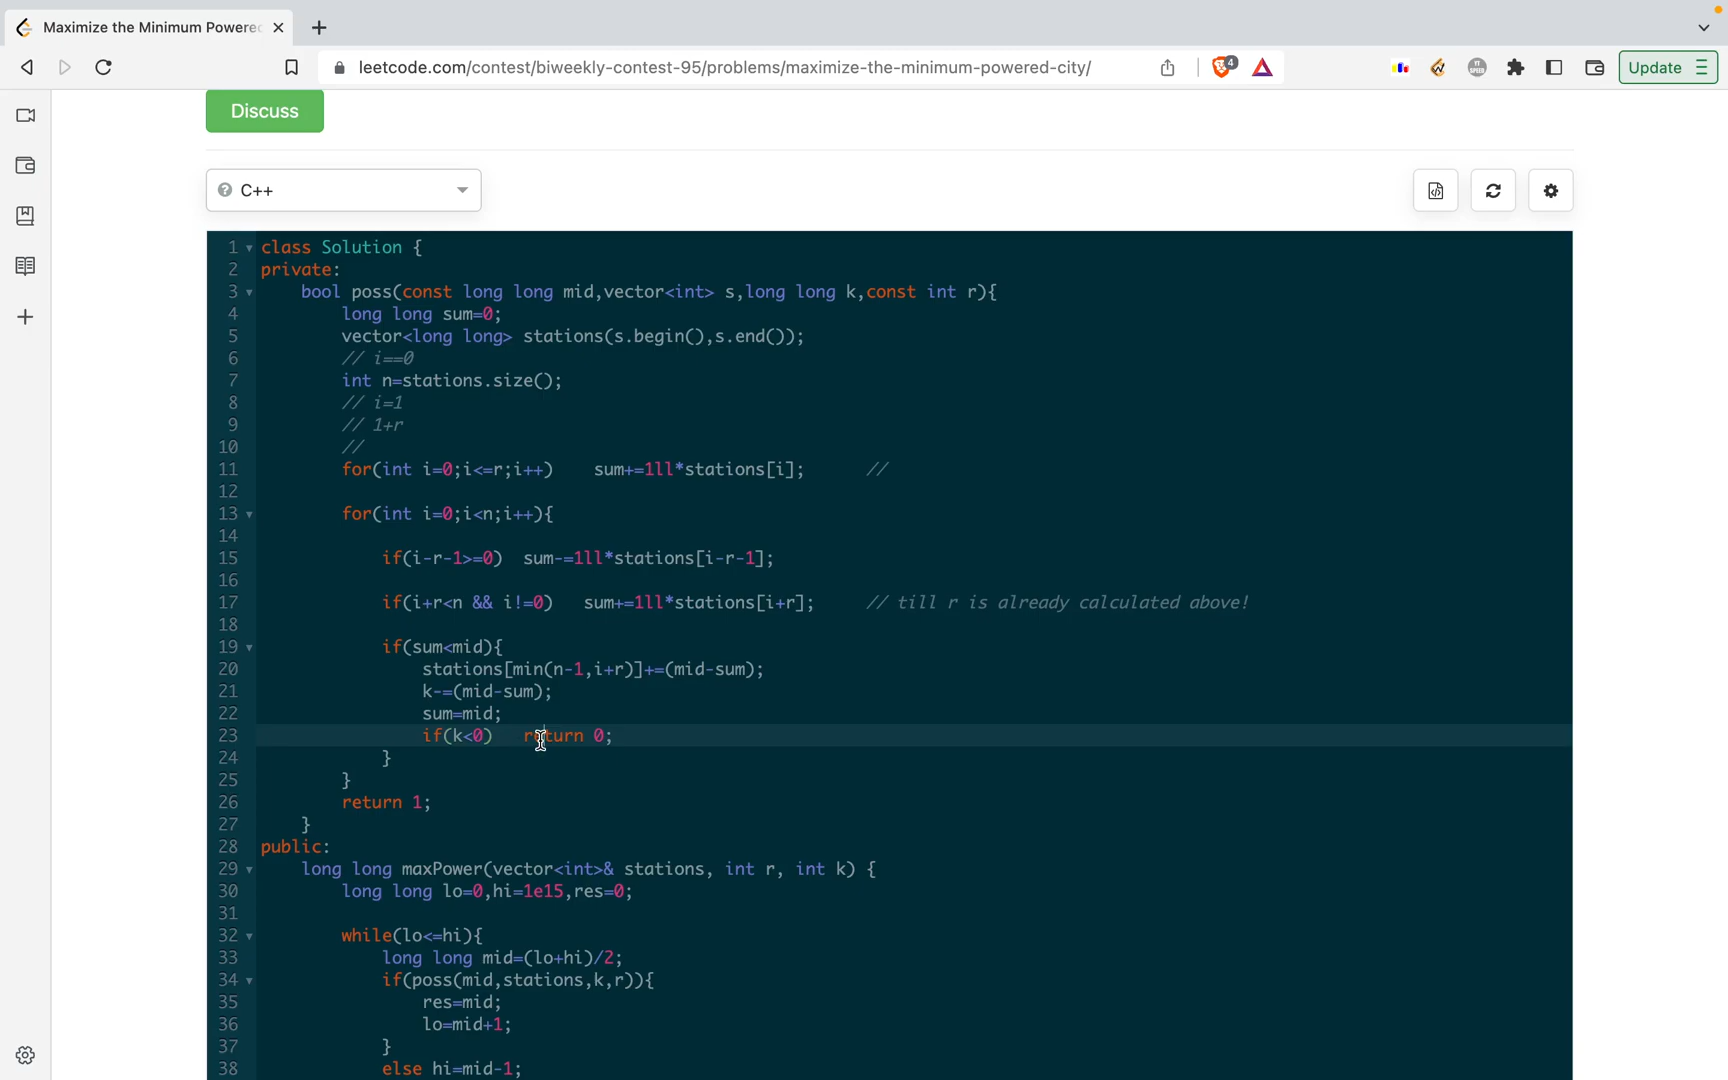 Maximize the Minimum Powered
leetcode.com/contest/biweekly-contest-95/problems/maximize-the-minimum-powered-city/
4
Update
Discuss
C++
1 class Solution {
2 private:
3 bool poss(const long long mid,vector<int> s,long long k,const int r){
4 long long sum=0;
5 vector<long long> stations(s.begin(),s.end());
6 // i==0
7 int n=stations.size();
8 // i=1
9 // 1+r
10 //
11 for(int i=0;i<=r;i++) sum+=1ll*stations[i]; //
12
13 for(int i=0;i<n;i++){
14
15 if(i-r-1>=0) sum-=1ll*stations[i-r-1];
16
17 if(i+r<n && i!=0) sum+=1ll*stations[i+r]; // till r is already calculated above!
18
19 if(sum<mid){
20 stations[min(n-1,i+r)]+=(mid-sum);
21 k-=(mid-sum);
22 sum=mid;
23 if(k<0) return 0;
24 }
25 }
26 return 1;
27 }
28 public:
29 long long maxPower(vector<int>& stations, int r, int k) {
30 long long lo=0,hi=1e15,res=0;
31
32 while(lo<=hi){
33 long long mid=(lo+hi)/2;
34 if(poss(mid,stations,k,r)){
35 res=mid;
36 lo=mid+1;
37 }
38 else hi=mid-1;